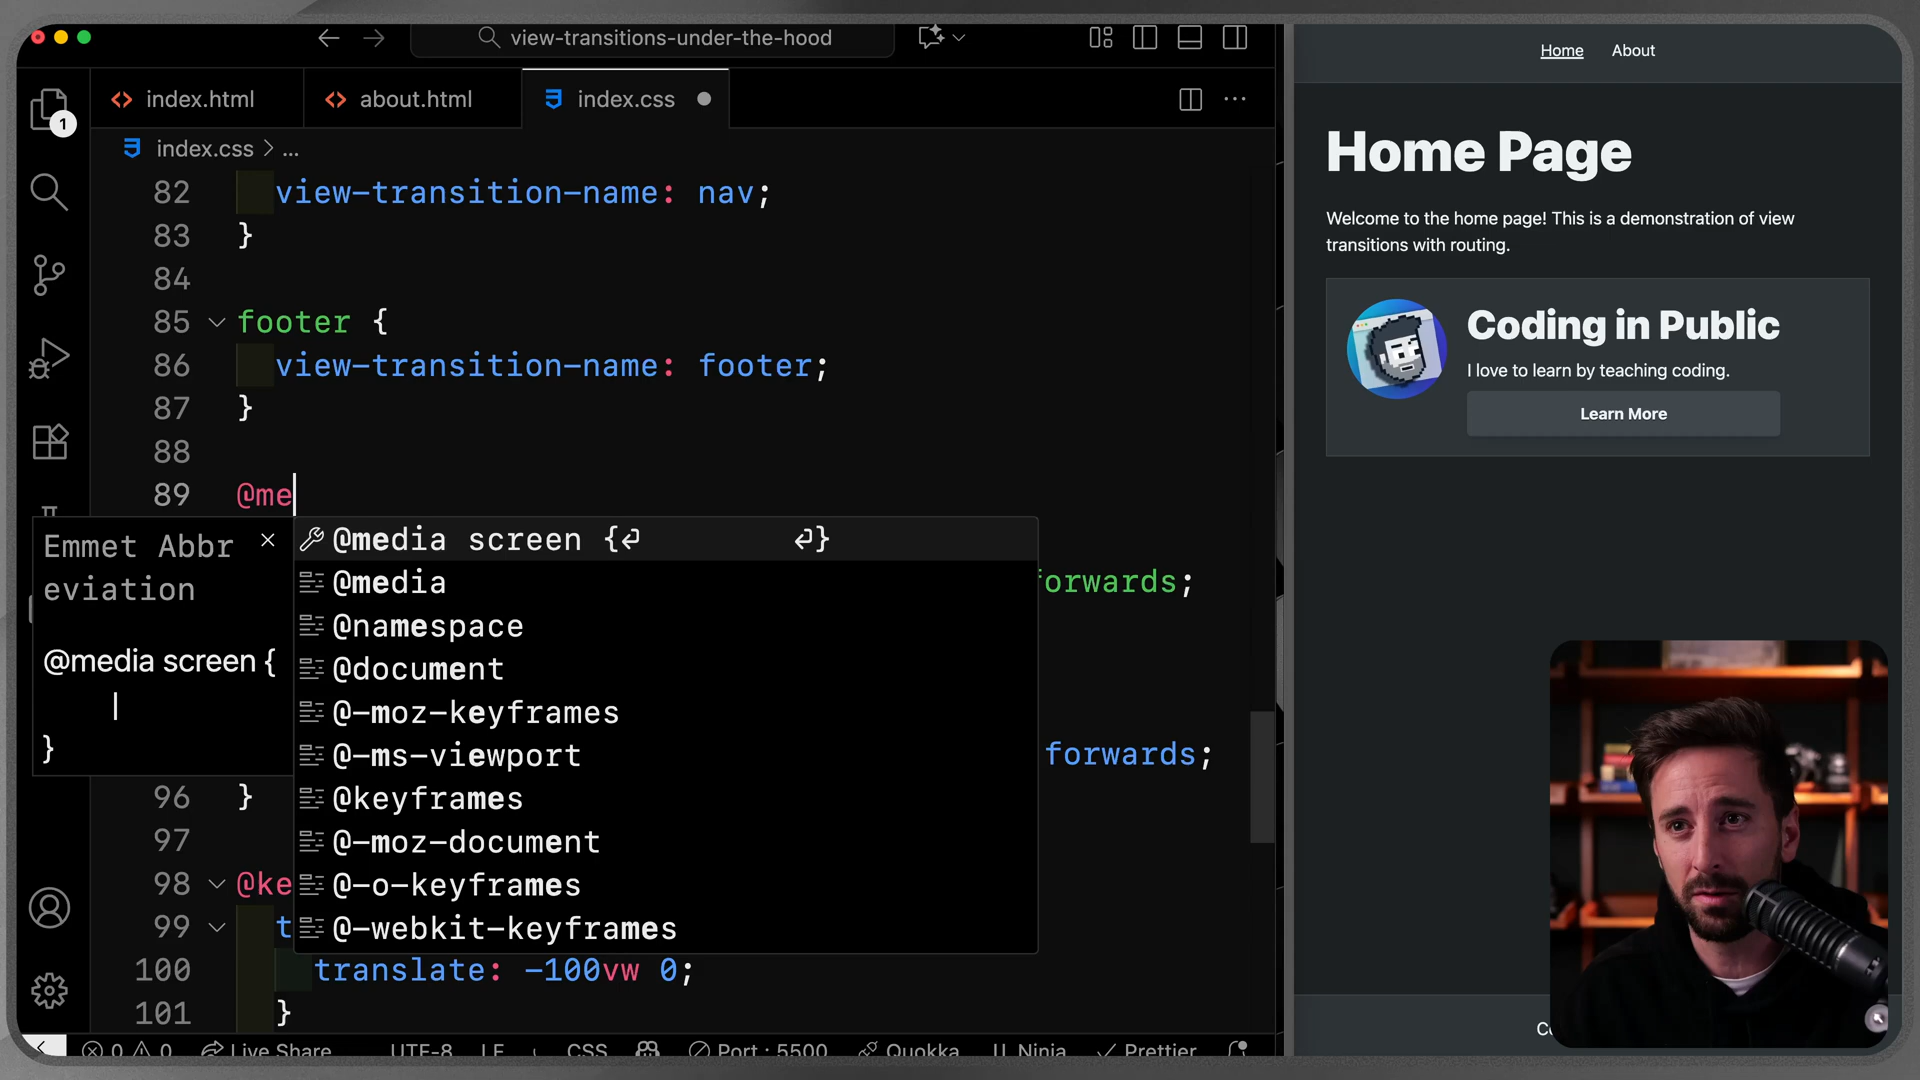 view-transitions-under-the-hood
index.html
about.html
index.css
1
index.css > ...
82 view-transition-name: nav;
83 }
84
85 footer {
86 view-transition-name: footer;
87 }
88
89 @me
Emmet Abbr
eviation
@media screen {
}
@media screen { }
@media
@namespace
@document
@-moz-keyframes
@-ms-viewport
@keyframes
@-moz-document
@-o-keyframes
@-webkit-keyframes
forwards;
forwards;
96 }
97
98 @ke
99 t
100 translate: -100vw 0;
101 }
0 0 Live Share UTF-8 LF CSS Port : 5500 Quokka Ninja Prettier
Home About
Home Page
Welcome to the home page! This is a demonstration of view
transitions with routing.
Coding in Public
I love to learn by teaching coding.
Learn More